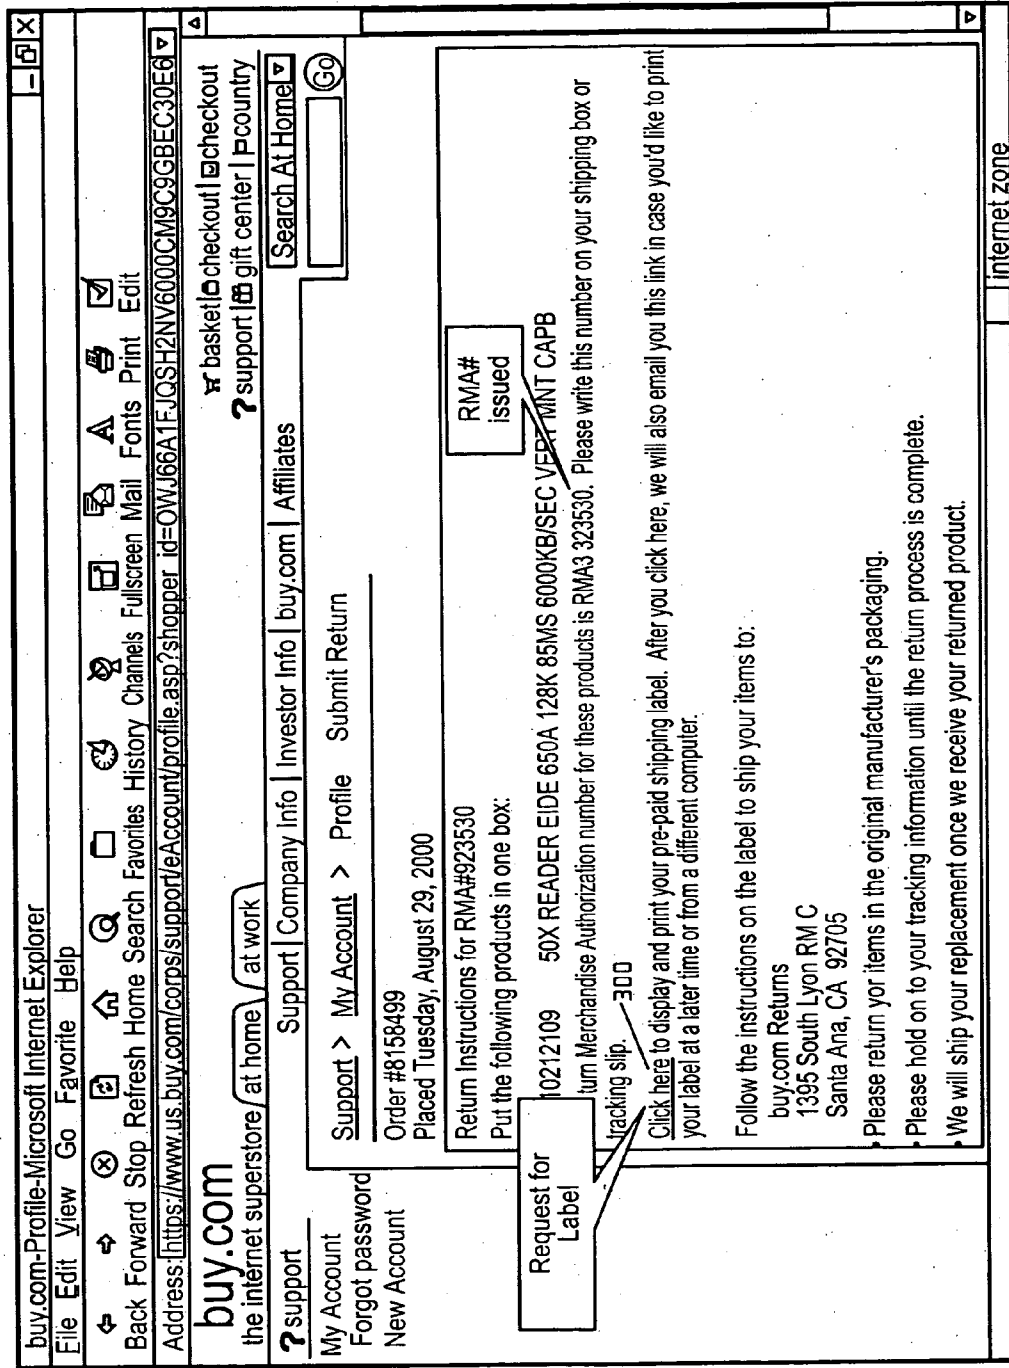 buy.com-Profile-Microsoft Internet Explorer
File Edit View Go Favorite Help
Back Forward Stop Refresh Home Search Favorites History Channels Fullscreen Mail Fonts Print Edit
Address: https://www.us.buy.com/corps/support/eAccount/profile.asp?shopper_id=OWJ66A1FJQSH2NV6000CM9C9GBEC30E6
buy.com
the internet superstore / at home \ / at work
basket | checkout | checkout
? support | gift center | country
Support | Company Info | Investor Info | buy.com | Affiliates
Search At Home
Go
? support
My Account
Forgot password
New Account
Support > My Account > Profile Submit Return
Order #8158499
Placed Tuesday, August 29, 2000
Return Instructions for RMA#923530
Put the following products in one box:
RMA#
issued
10212109 50X READER EIDE 650A 128K 85MS 6000KB/SEC VERT MNT CAPB
turn Merchandise Authorization number for these products is RMA3 323530. Please write this number on your shipping box or
tracking slip.
300
Request for
Label
Click here to display and print your pre-paid shipping label. After you click here, we will also email you this link in case you'd like to print
your label at a later time or from a different computer.
Follow the instructions on the label to ship your items to:
buy.com Returns
1395 South Lyon RM C
Santa Ana, CA 92705
• Please return yor items in the original manufacturer's packaging.
• Please hold on to your tracking information until the return process is complete.
• We will ship your replacement once we receive your returned product.
internet zone